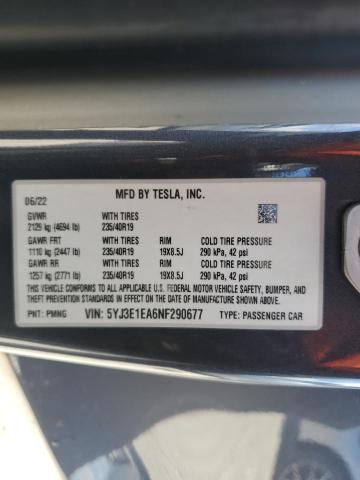 MFD BY TESLA, INC.
06/22
GVWR WITH TIRES
2129 kg (4694 lb) 235/40R19
GAWR FRT WITH TIRES RIM COLD TIRE PRESSURE
1110 kg (2447 lb) 235/40R19 19X8.5J 290 kPa, 42 psi
GAWR RR WITH TIRES RIM COLD TIRE PRESSURE
1257 kg (2771 lb) 235/40R19 19X8.5J 290 kPa, 42 psi
THIS VEHICLE CONFORMS TO ALL APPLICABLE U.S. FEDERAL MOTOR VEHICLE SAFETY, BUMPER, AND
THEFT PREVENTION STANDARDS IN EFFECT ON THE DATE OF MANUFACTURE SHOWN ABOVE.
PNT: PMNG VIN: 5YJ3E1EA6NF290677 TYPE: PASSENGER CAR